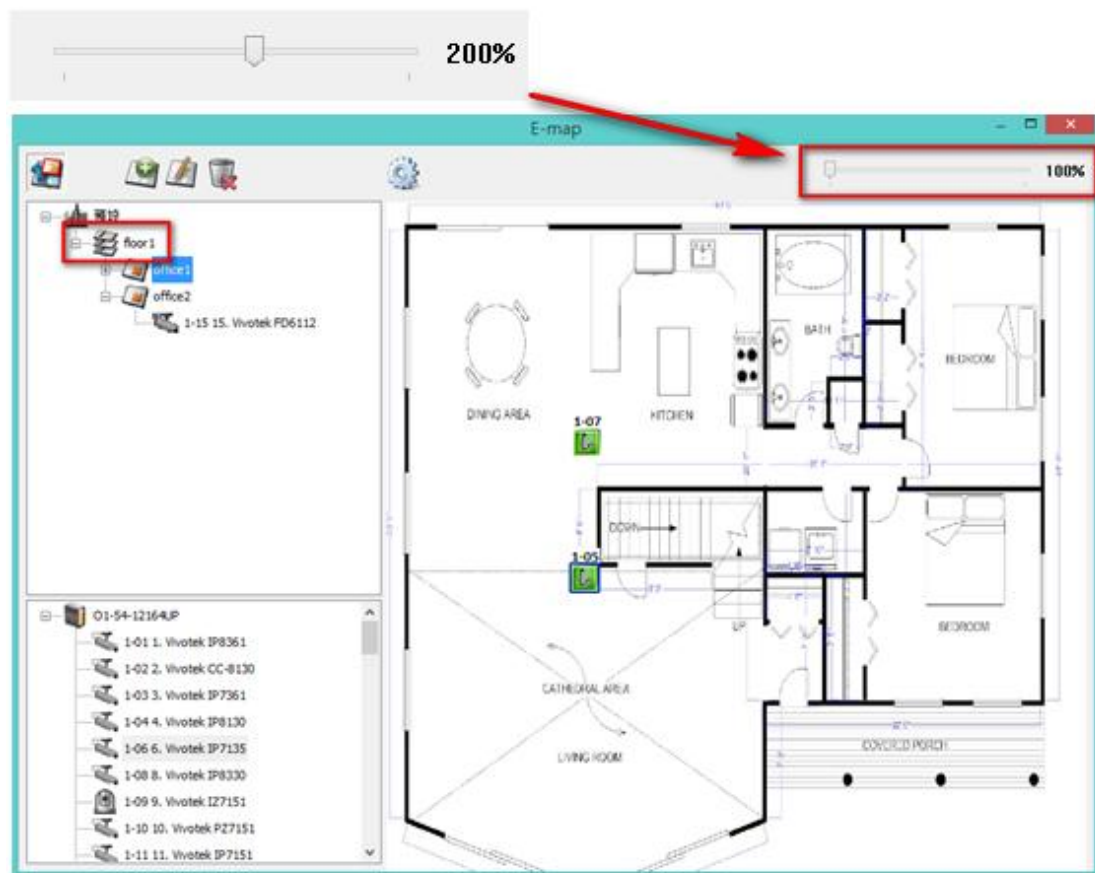 200%
E-map
100%
預設
floor1
office1
office2
1-15 15. Vivotek FD6112
O1-54-12164UP
1-01 1. Vivotek IP8361
1-02 2. Vivotek CC-8130
1-03 3. Vivotek IP7361
1-04 4. Vivotek IP8130
1-06 6. Vivotek IP7135
1-08 8. Vivotek IP8330
1-09 9. Vivotek IZ7151
1-10 10. Vivotek PZ7151
1-11 11. Vivotek IP7151
BATH
BEDROOM
DINING AREA
KITCHEN
1-07
DOWN
1-05
UP
BEDROOM
CATHEDRAL AREA
LIVING ROOM
COVERED PORCH